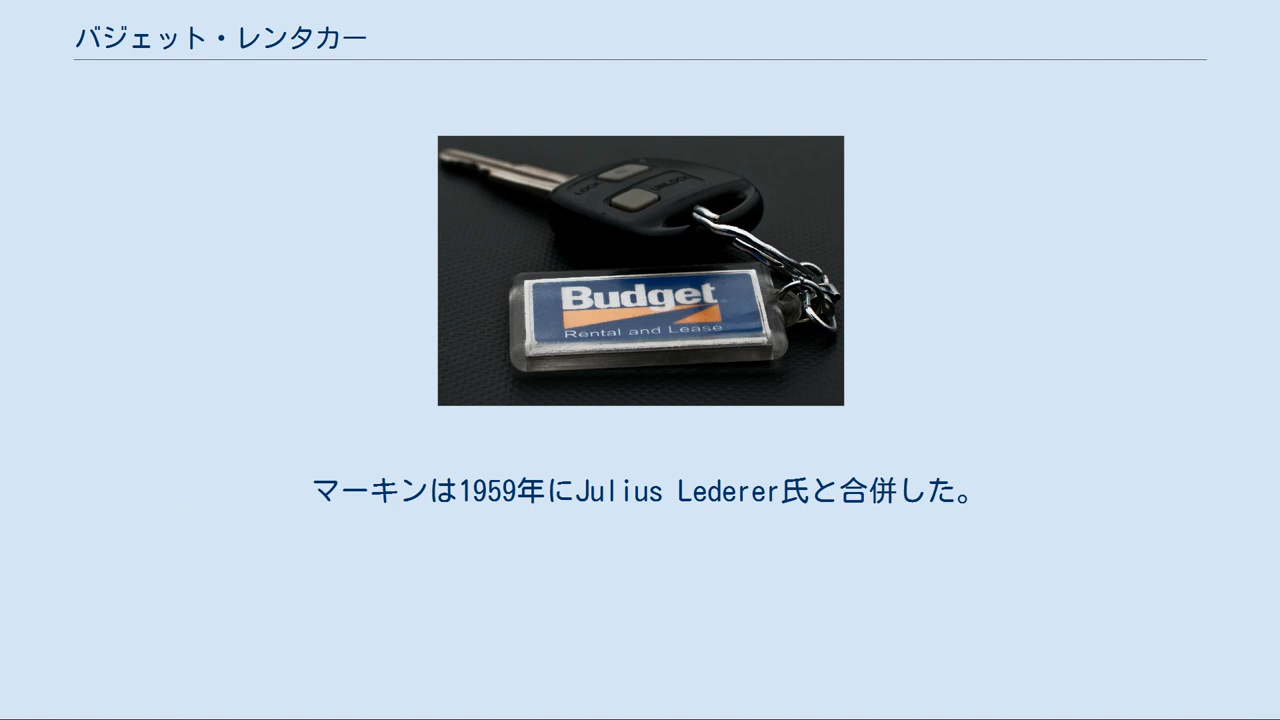 バジェット・レンタカー
LOCK
UNLOCK
Budget
Rental and Lease
マーキンは1959年にJulius Lederer氏と合併した。